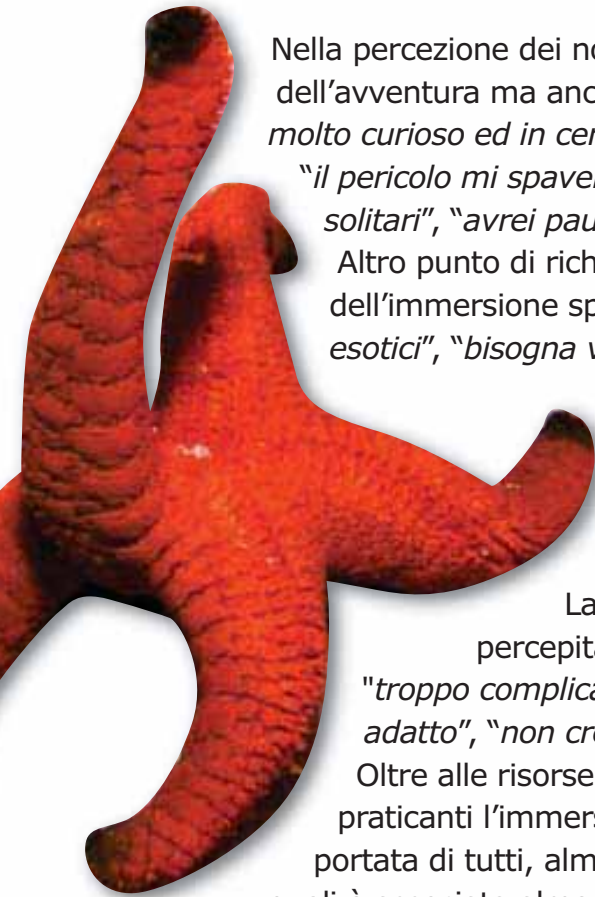 Nella percezione dei no
dell’avventura ma anc
molto curioso ed in cer
“il pericolo mi spave
solitari”, “avrei pau
Altro punto di rich
dell’immersione sp
esotici”, “bisogna v
La
percepita
"troppo complica
adatto”, “non cre
Oltre alle risorse
praticanti l’immers
portata di tutti, alm